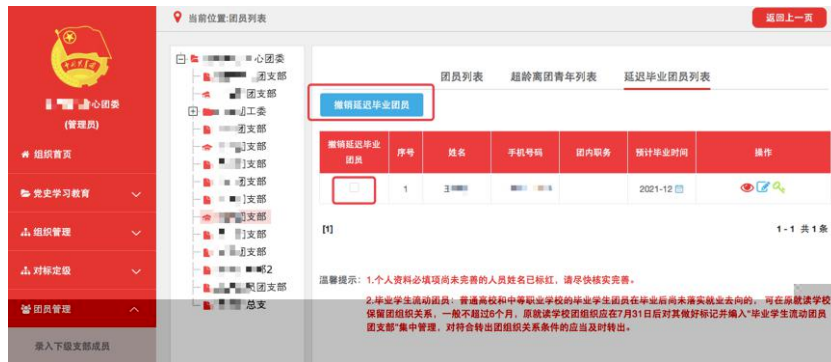 当前位置:团员列表
返回上一页
心团委
(管理员)
组织首页
党史学习教育
组织管理
对标定级
团员管理
录入下级支部成员
心团委
团支部
团支部
工委
团支部
支部
支部
团支部
支部
支部
支部
支部
2
团支部
总支
团员列表 超龄离团青年列表 延迟毕业团员列表
撤销延迟毕业团员
撤销延迟毕业团员 序号 姓名 手机号码 团内职务 预计毕业时间 操作
1 2021-12
[1] 1-1 共1条
温馨提示: 1.个人资料必填项尚未完善的人员姓名已标红,请尽快核实完善。
2.毕业学生流动团员:普通高校和中等职业学校的毕业学生团员在毕业后尚未落实就业去向的,可在原就读学校
保留团组织关系,一般不超过6个月,原就读学校团组织应在7月31日后对其做好标记并编入"毕业学生流动团员
团支部"集中管理,对符合转出团组织关系条件的应当及时转出。